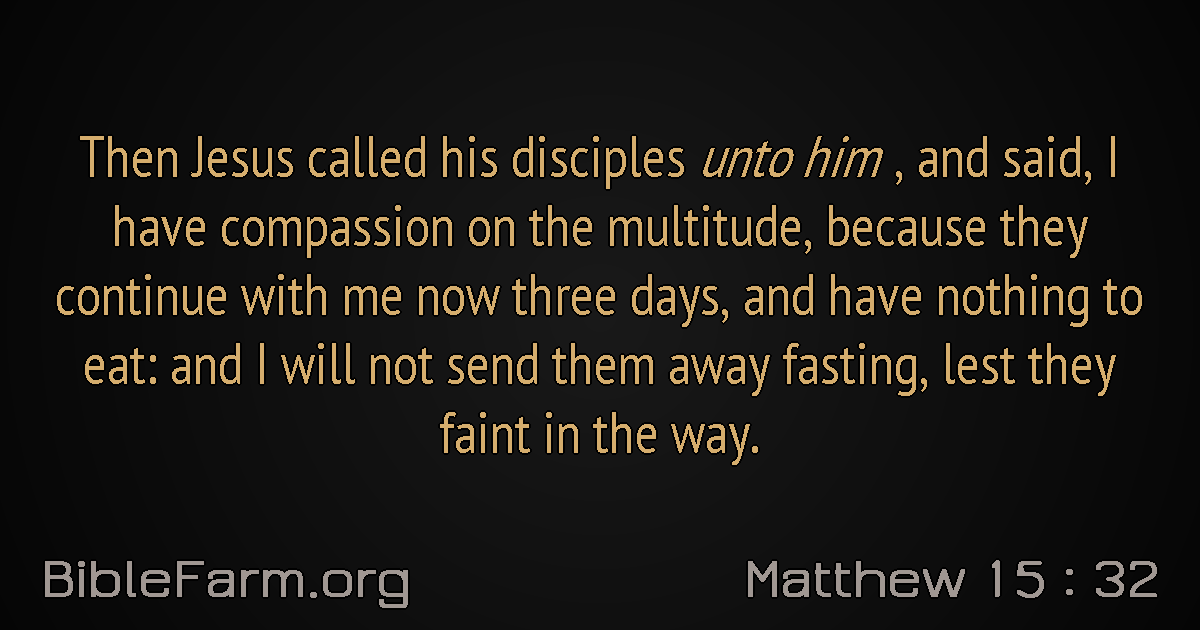 Then Jesus called his disciples unto him , and said, I
have compassion on the multitude, because they
continue with me now three days, and have nothing to
eat: and I will not send them away fasting, lest they
faint in the way.
BibleFarm.org
Matthew 15 : 32